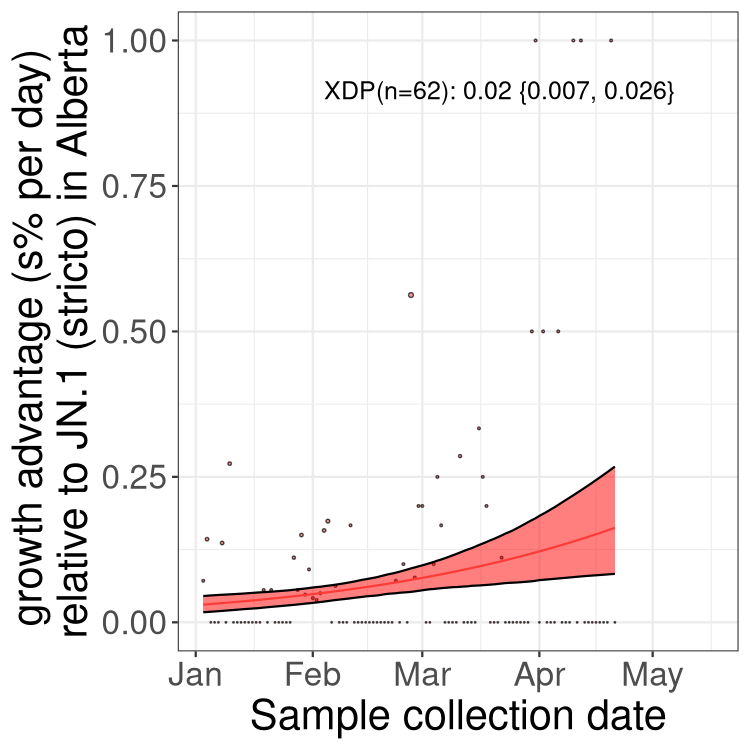 growth advantage (s% per day)
relative to JN.1 (stricto) in Alberta
1.00
0.75
0.50
0.25
0.00
XDP(n=62): 0.02 {0.007, 0.026}
Jan Feb Mar Apr May
Sample collection date